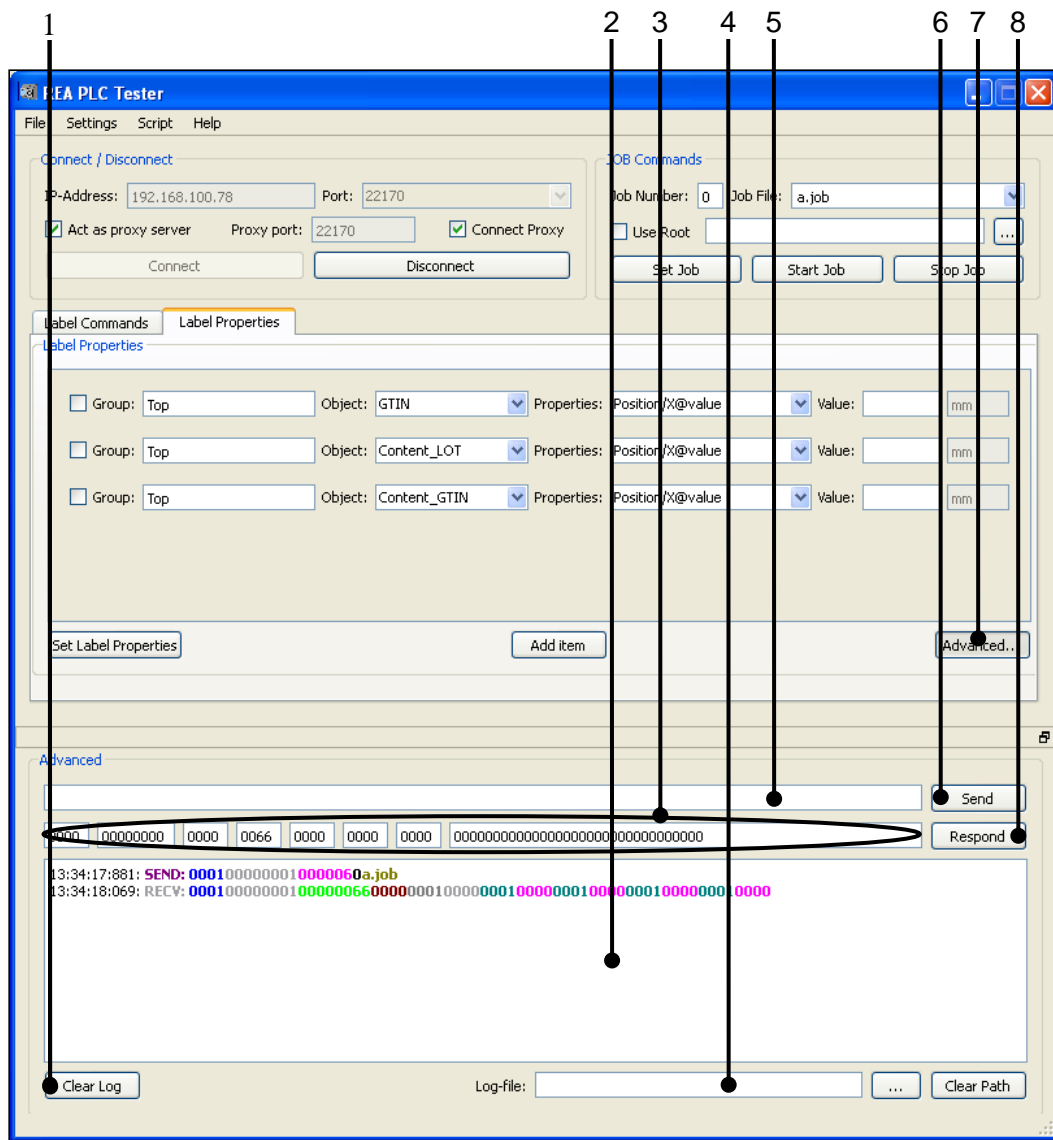 1 2 3 4 5 6 7 8
REA PLC Tester
File Settings Script Help
Connect / Disconnect JOB Commands
IP-Address: 192.168.100.78 Port: 22170 Job Number: 0 Job File: a.job
Act as proxy server Proxy port: 22170 Connect Proxy Use Root ...
Connect Disconnect Set Job Start Job Stop Job
Label Commands Label Properties
Label Properties
Group: Top Object: GTIN Properties: Position/X@value Value: mm
Group: Top Object: Content_LOT Properties: Position/X@value Value: mm
Group: Top Object: Content_GTIN Properties: Position/X@value Value: mm
Set Label Properties Add item Advanced...
Advanced
Send
0000 00000000 0000 0066 0000 0000 0000 00000000000000000000000000000000 Respond
13:34:17:881: SEND: 0001000000010000060a.job
13:34:18:069: RECV: 0001000000010000006600000001000000010000000100000001000000010000
Clear Log Log-file: ... Clear Path